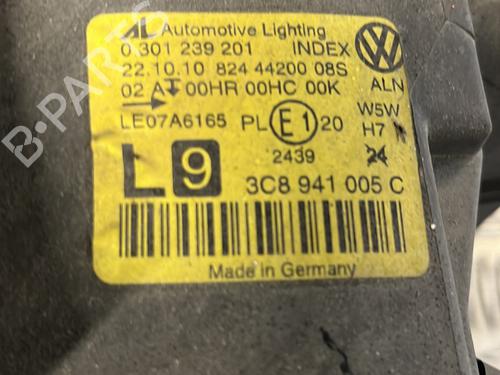 AL Automotive Lighting
0.301 239 201 INDEX
22.10.10 824 44200 08S ALN
02 A 00HR 00HC 00K W5W
LE07A6165 PL E1 20 H7
2439 24
L 9 3C8 941 005 C
Made in Germany